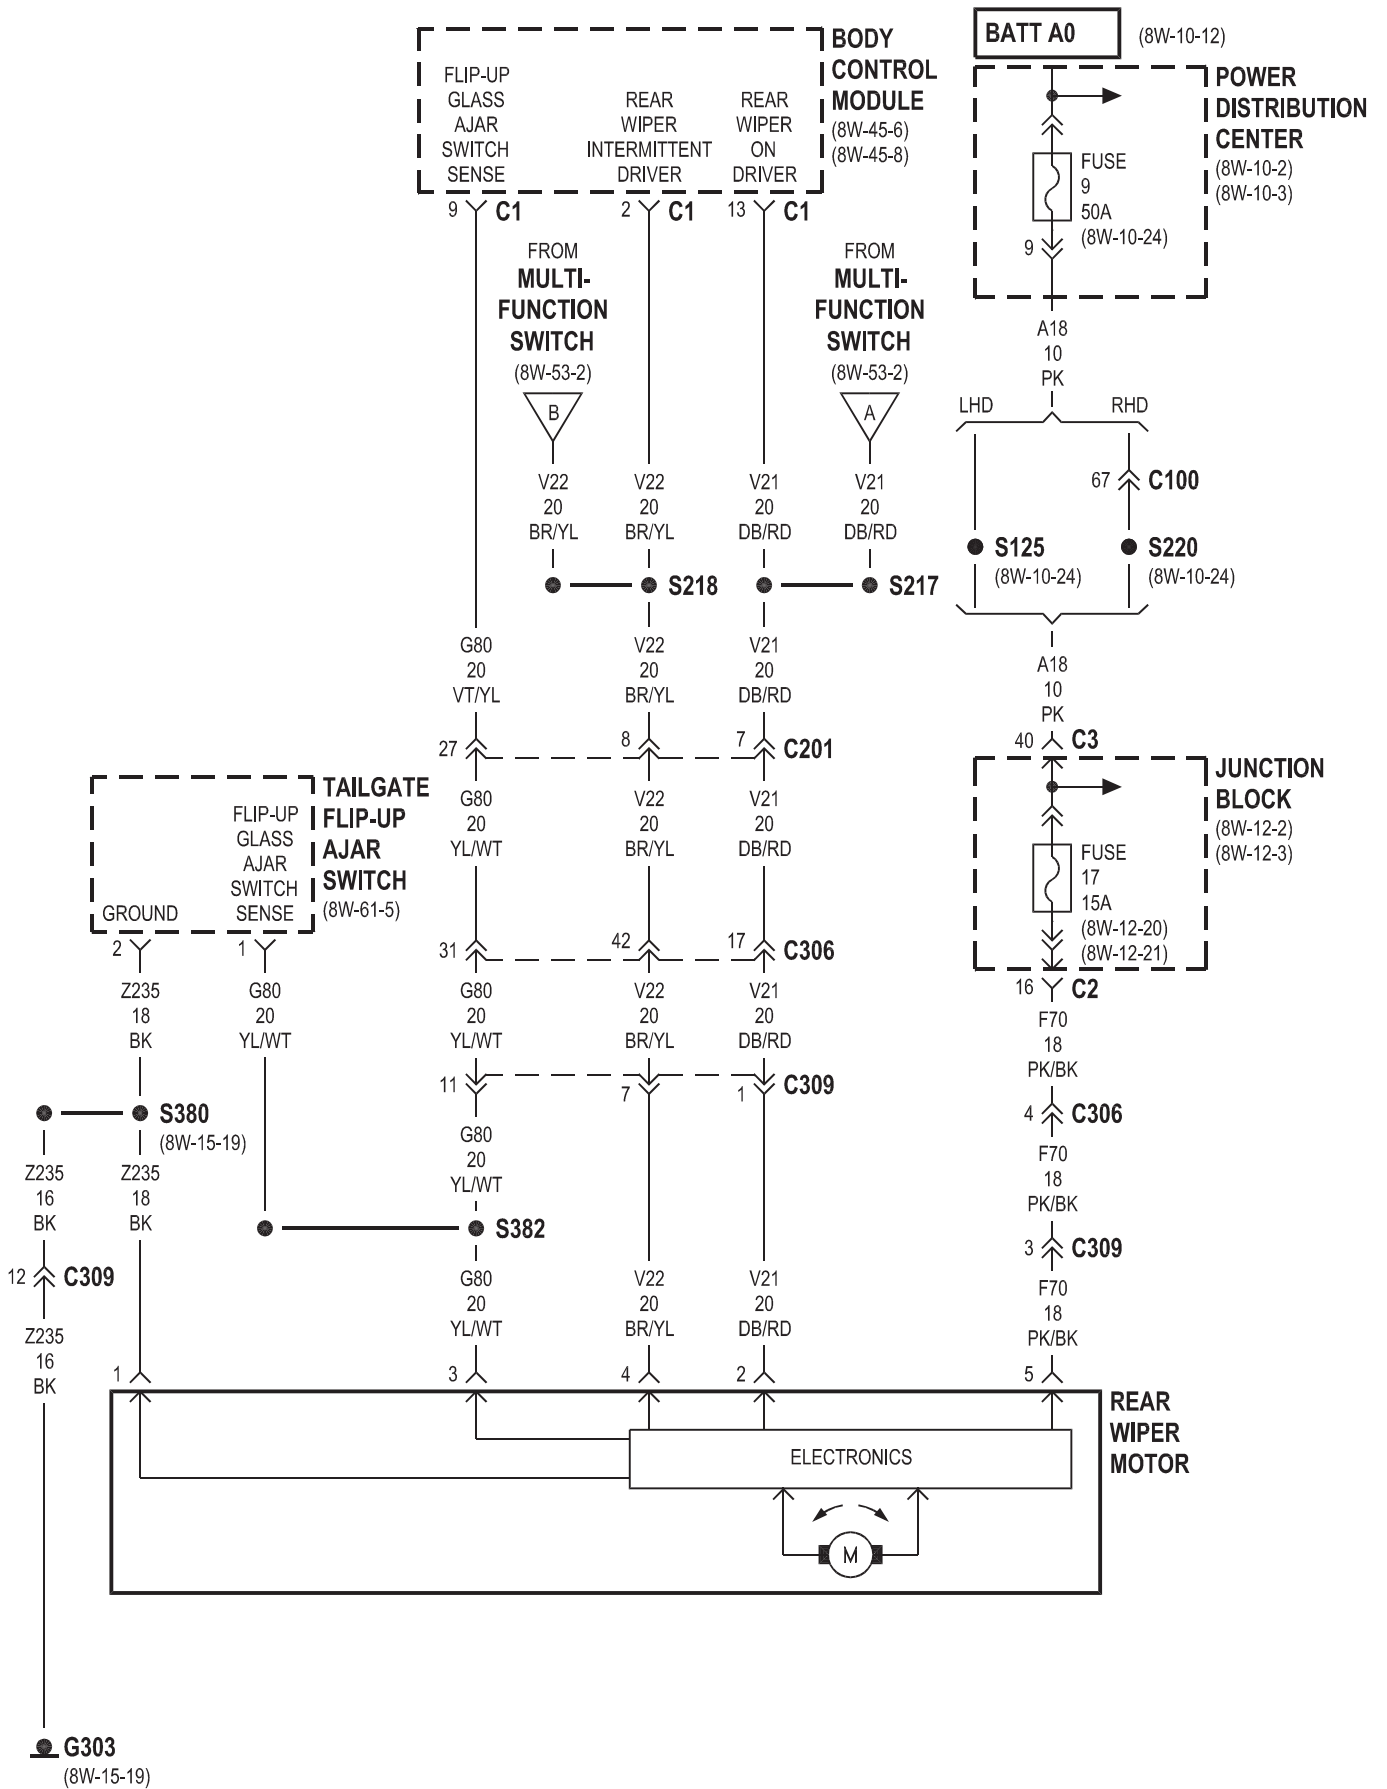 BATT A0
(8W-10-12)
BODY
CONTROL
MODULE
(8W-45-6)
(8W-45-8)
FLIP-UP
GLASS
AJAR
SWITCH
SENSE
REAR
WIPER
INTERMITTENT
DRIVER
REAR
WIPER
ON
DRIVER
POWER
DISTRIBUTION
CENTER
(8W-10-2)
(8W-10-3)
FUSE
9
50A
(8W-10-24)
9
9 C1
2 C1
13 C1
FROM
MULTI-
FUNCTION
SWITCH
(8W-53-2)
B
FROM
MULTI-
FUNCTION
SWITCH
(8W-53-2)
A
A18
10
PK
LHD
RHD
67 C100
S125
(8W-10-24)
S220
(8W-10-24)
V22
20
BR/YL
V22
20
BR/YL
V21
20
DB/RD
V21
20
DB/RD
S218
S217
G80
20
VT/YL
V22
20
BR/YL
V21
20
DB/RD
A18
10
PK
27
8
7
C201
40 C3
JUNCTION
BLOCK
(8W-12-2)
(8W-12-3)
FUSE
17
15A
(8W-12-20)
(8W-12-21)
16 C2
TAILGATE
FLIP-UP
AJAR
SWITCH
(8W-61-5)
FLIP-UP
GLASS
AJAR
SWITCH
SENSE
GROUND
2
1
G80
20
YL/WT
V22
20
BR/YL
V21
20
DB/RD
31
42
17
C306
Z235
18
BK
G80
20
YL/WT
G80
20
YL/WT
V22
20
BR/YL
V21
20
DB/RD
F70
18
PK/BK
11
7
1
C309
4 C306
S380
(8W-15-19)
Z235
16
BK
Z235
18
BK
G80
20
YL/WT
F70
18
PK/BK
S382
3 C309
12 C309
Z235
16
BK
G80
20
YL/WT
V22
20
BR/YL
V21
20
DB/RD
F70
18
PK/BK
1
3
4
2
5
REAR
WIPER
MOTOR
ELECTRONICS
M
G303
(8W-15-19)